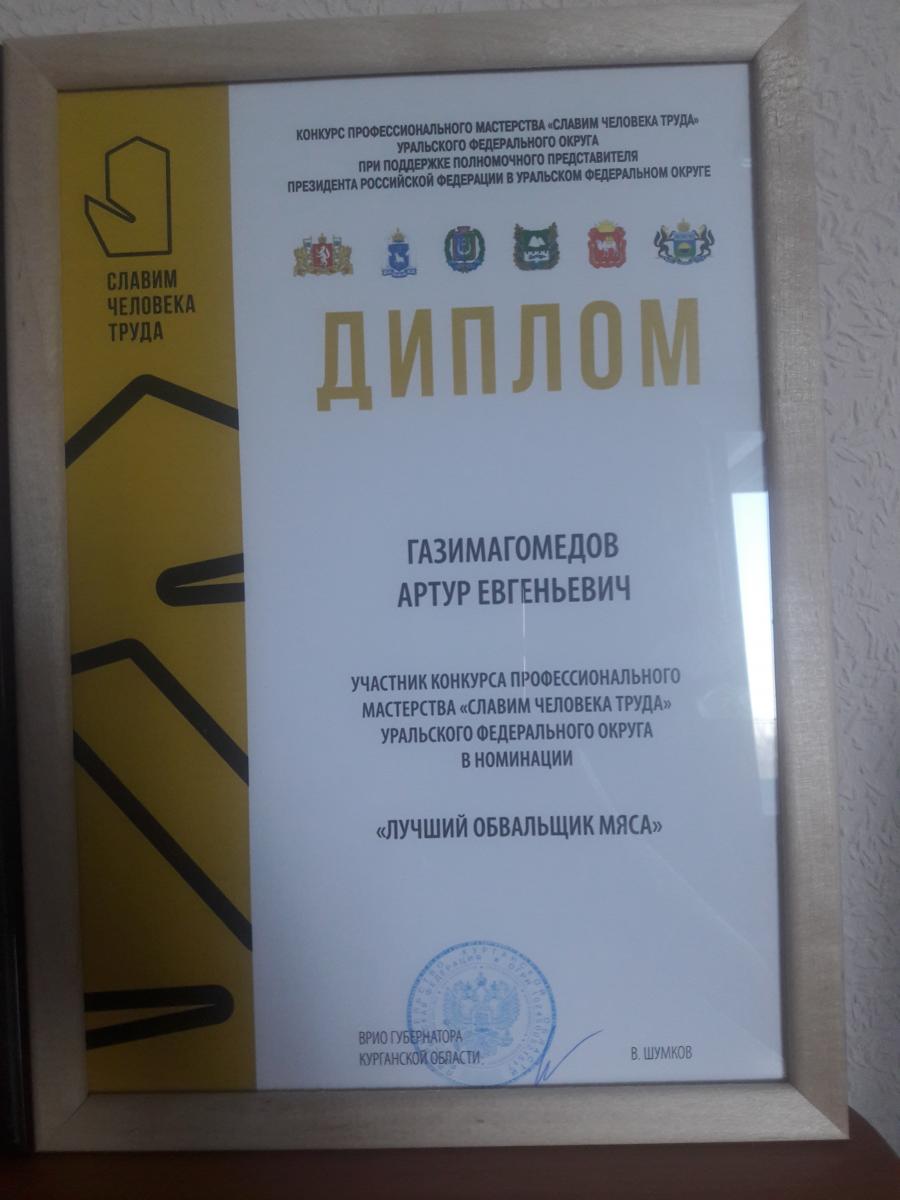 КОНКУРС ПРОФЕССИОНАЛЬНОГО МАСТЕРСТВА «СЛАВИМ ЧЕЛОВЕКА ТРУДА»
УРАЛЬСКОГО ФЕДЕРАЛЬНОГО ОКРУГА
ПРИ ПОДДЕРЖКЕ ПОЛНОМОЧНОГО ПРЕДСТАВИТЕЛЯ
ПРЕЗИДЕНТА РОССИЙСКОЙ ФЕДЕРАЦИИ В УРАЛЬСКОМ ФЕДЕРАЛЬНОМ ОКРУГЕ
СЛАВИМ
ЧЕЛОВЕКА
ТРУДА
ДИПЛОМ
ГАЗИМАГОМЕДОВ
АРТУР ЕВГЕНЬЕВИЧ
УЧАСТНИК КОНКУРСА ПРОФЕССИОНАЛЬНОГО
МАСТЕРСТВА «СЛАВИМ ЧЕЛОВЕКА ТРУДА»
УРАЛЬСКОГО ФЕДЕРАЛЬНОГО ОКРУГА
В НОМИНАЦИИ
«ЛУЧШИЙ ОБВАЛЬЩИК МЯСА»
ВРИО ГУБЕРНАТОРА
КУРГАНСКОЙ ОБЛАСТИ
В. ШУМКОВ